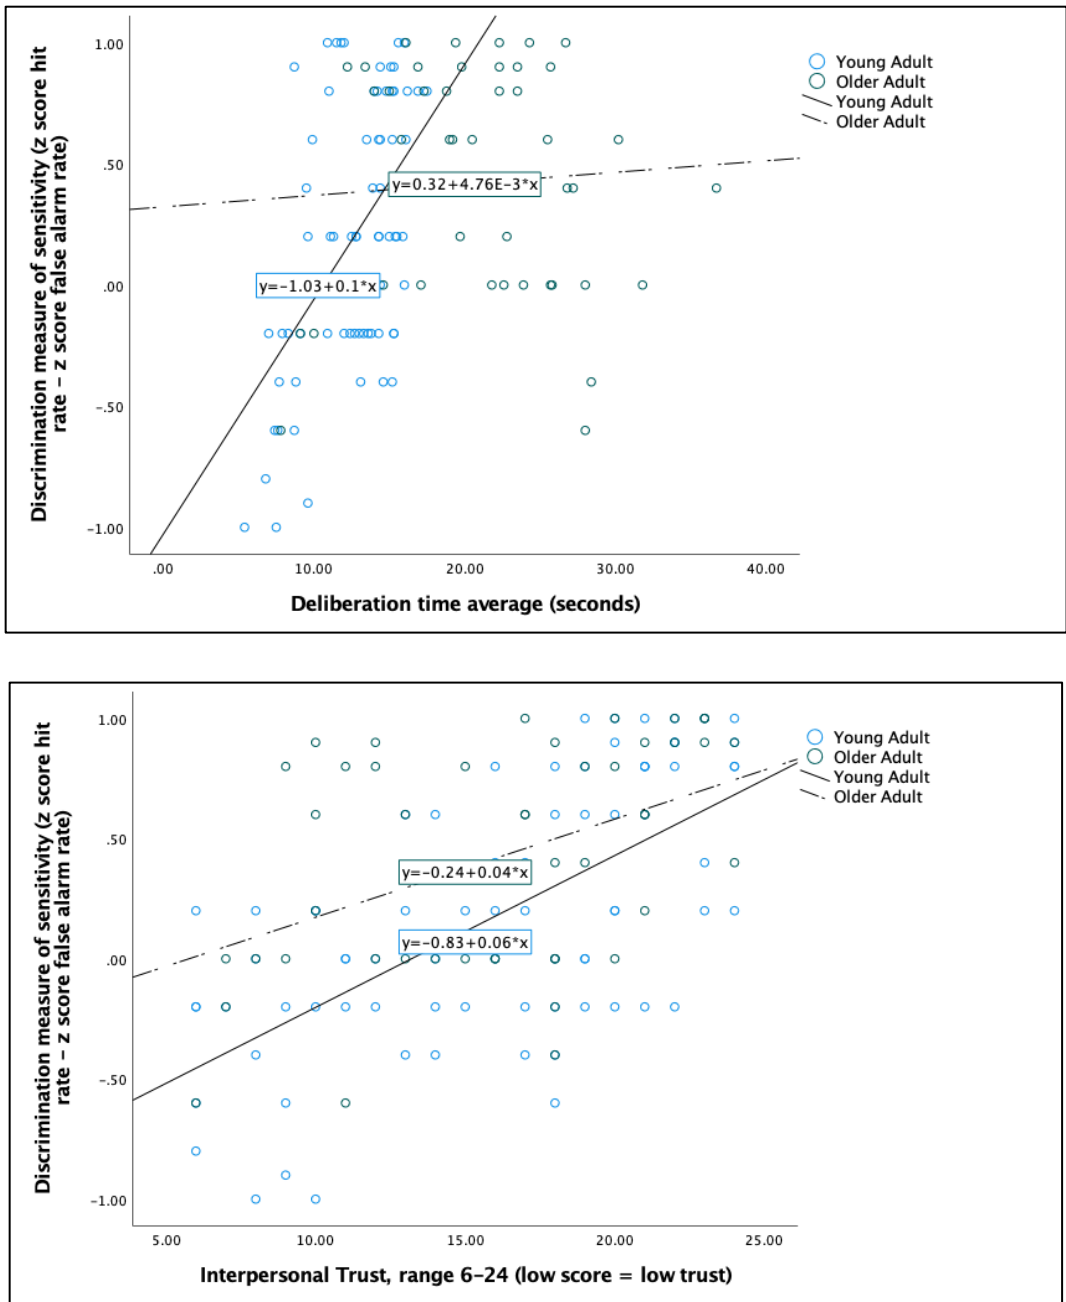 Discrimination measure of sensitivity (z score hit
rate – z score false alarm rate)
1.00
.50
.00
–.50
–1.00
y=0.32+4.76E–3*x
y=–1.03+0.1*x
Young Adult
Older Adult
Young Adult
Older Adult
.00 10.00 20.00 30.00 40.00
Deliberation time average (seconds)
Discrimination measure of sensitivity (z score hit
rate – z score false alarm rate)
1.00
.50
.00
–.50
–1.00
y=–0.24+0.04*x
y=–0.83+0.06*x
Young Adult
Older Adult
Young Adult
Older Adult
5.00 10.00 15.00 20.00 25.00
Interpersonal Trust, range 6–24 (low score = low trust)